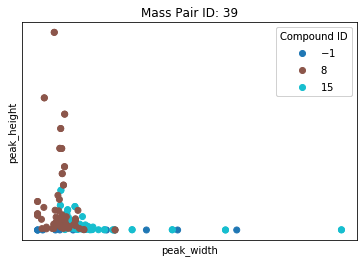 Mass Pair ID: 39
Compound ID
−1
8
15
peak_height
peak_width